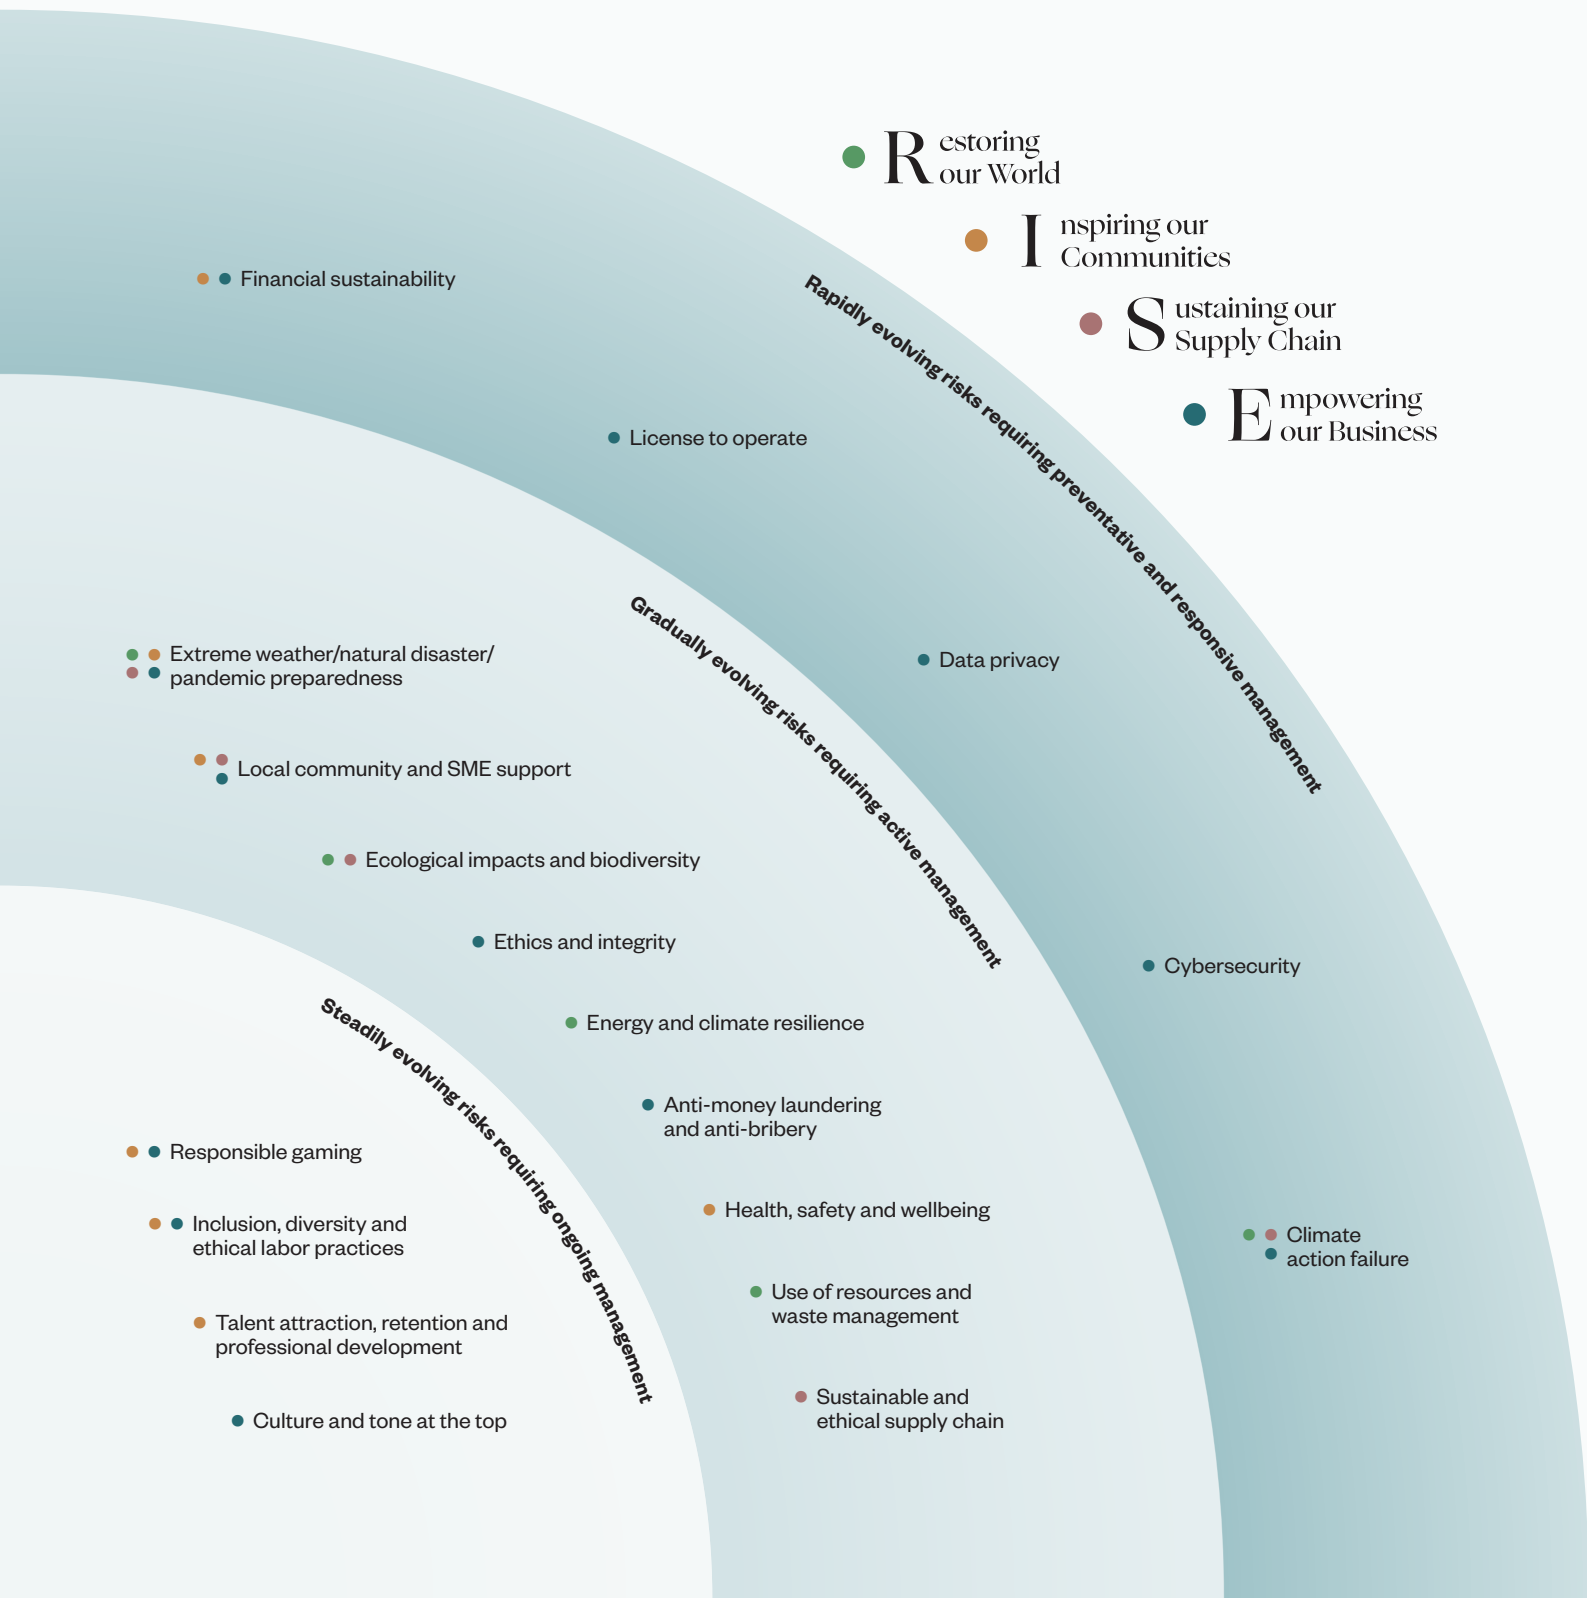 Restoring
our World
Inspiring our
Communities
Sustaining our
Supply Chain
Empowering
our Business
Rapidly evolving risks requiring preventative and responsive management
Financial sustainability
License to operate
Data privacy
Cybersecurity
Climate
action failure
Gradually evolving risks requiring active management
Extreme weather/natural disaster/
pandemic preparedness
Local community and SME support
Ecological impacts and biodiversity
Ethics and integrity
Energy and climate resilience
Anti-money laundering
and anti-bribery
Health, safety and wellbeing
Use of resources and
waste management
Sustainable and
ethical supply chain
Steadily evolving risks requiring ongoing management
Responsible gaming
Inclusion, diversity and
ethical labor practices
Talent attraction, retention and
professional development
Culture and tone at the top